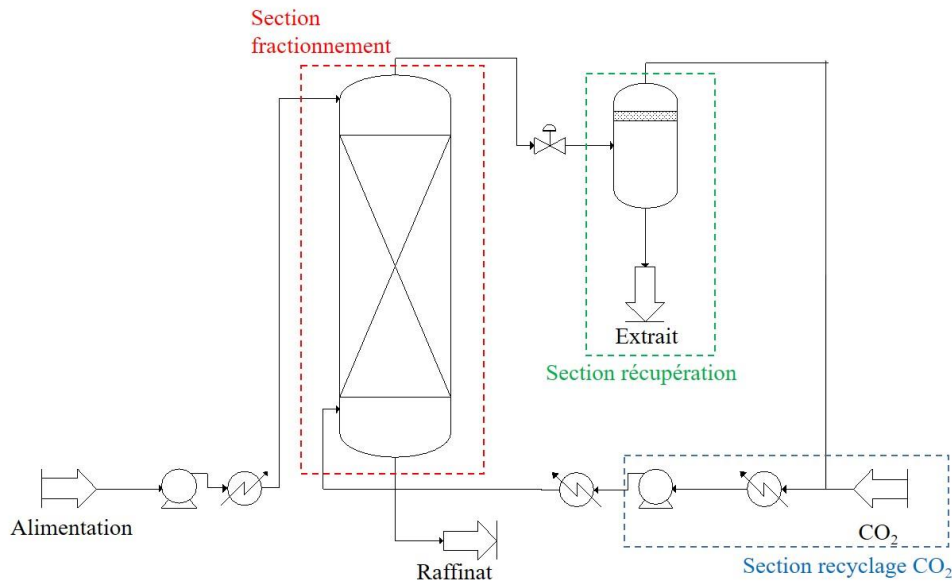 Section
fractionnement
Extrait
Section récupération
Alimentation
CO₂
Raffinat
Section recyclage CO₂